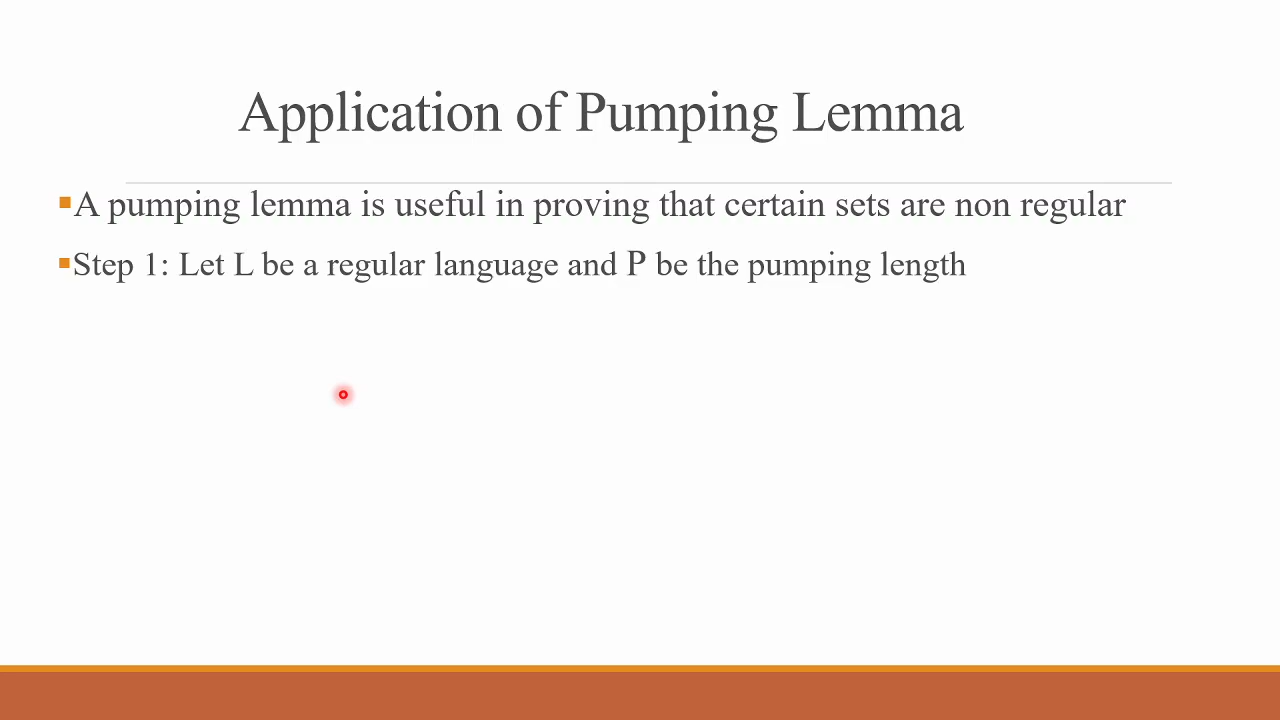 Application of Pumping Lemma
▪A pumping lemma is useful in proving that certain sets are non regular
▪Step 1: Let L be a regular language and P be the pumping length